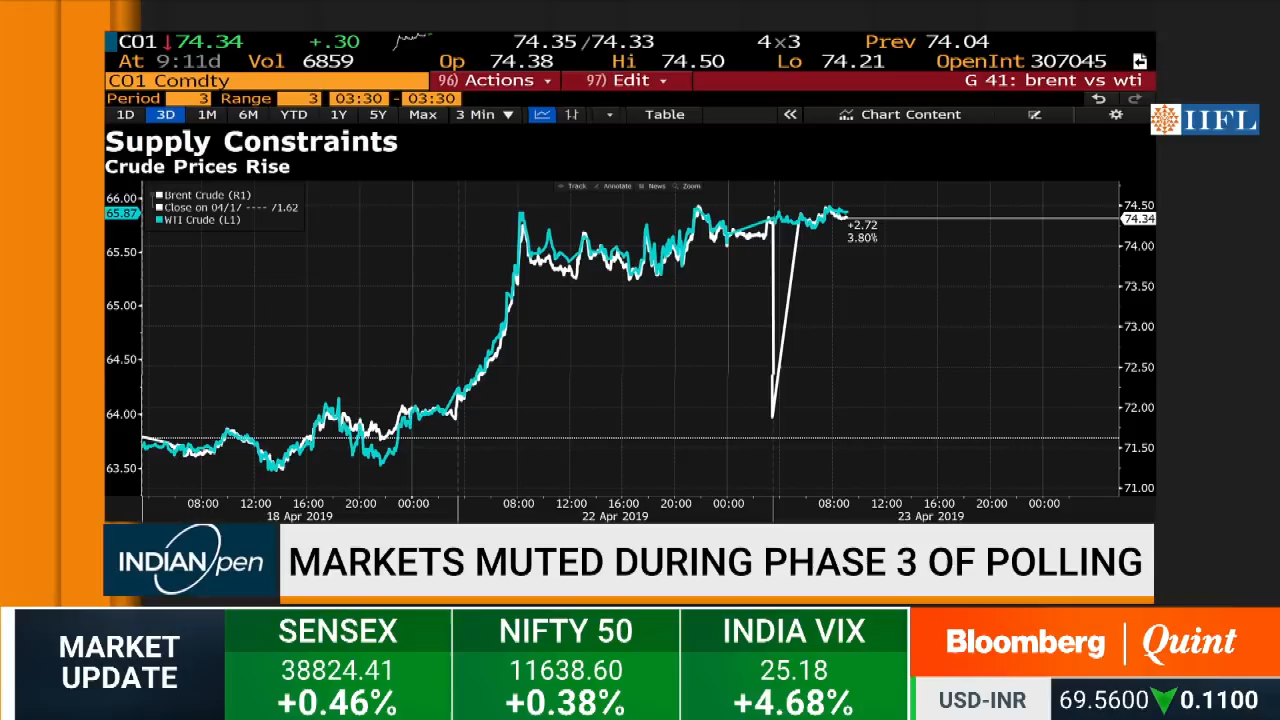 CO1 ↓74.34 +.30 74.35/74.33 4×3 Prev 74.04
At 9:11d Vol 6859 Op 74.38 Hi 74.50 Lo 74.21 OpenInt 307045
CO1 Comdty 96) Actions 97) Edit G 41: brent vs wti
Period 3 Range 3 03:30 - 03:30
1D 3D 1M 6M YTD 1Y 5Y Max 3 Min ▼ Table « Chart Content
IIFL
Supply Constraints
Crude Prices Rise
Track Annotate News Zoom
Brent Crude (R1)
Close on 04/17 ---- 71.62
WTI Crude (L1)
66.00
65.87
65.50
65.00
64.50
64.00
63.50
74.50
74.34
74.00
73.50
73.00
72.50
72.00
71.50
71.00
+2.72
3.80%
08:00 12:00 16:00 20:00 00:00 08:00 12:00 16:00 20:00 00:00 08:00 12:00 16:00 20:00 00:00
18 Apr 2019 22 Apr 2019 23 Apr 2019
INDIAN Open
MARKETS MUTED DURING PHASE 3 OF POLLING
MARKET
UPDATE
SENSEX
38824.41
+0.46%
NIFTY 50
11638.60
+0.38%
INDIA VIX
25.18
+4.68%
Bloomberg | Quint
USD-INR 69.5600 ▼ 0.1100